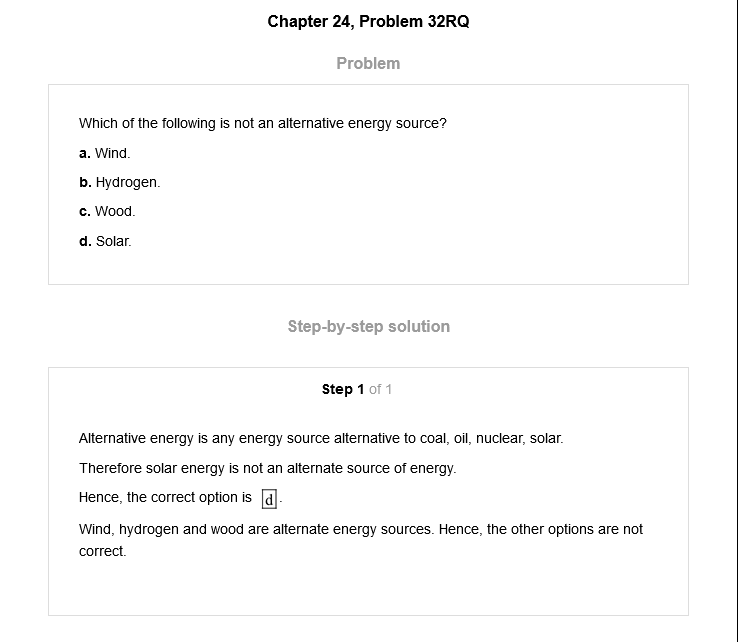 Chapter 24, Problem 32RQ
Problem
Which of the following is not an alternative energy source?
a. Wind.
b. Hydrogen.
c. Wood.
d. Solar.
Step-by-step solution
Step 1 of 1
Alternative energy is any energy source alternative to coal, oil, nuclear, solar.
Therefore solar energy is not an alternate source of energy.
Hence, the correct option is d.
Wind, hydrogen and wood are alternate energy sources. Hence, the other options are not
correct.